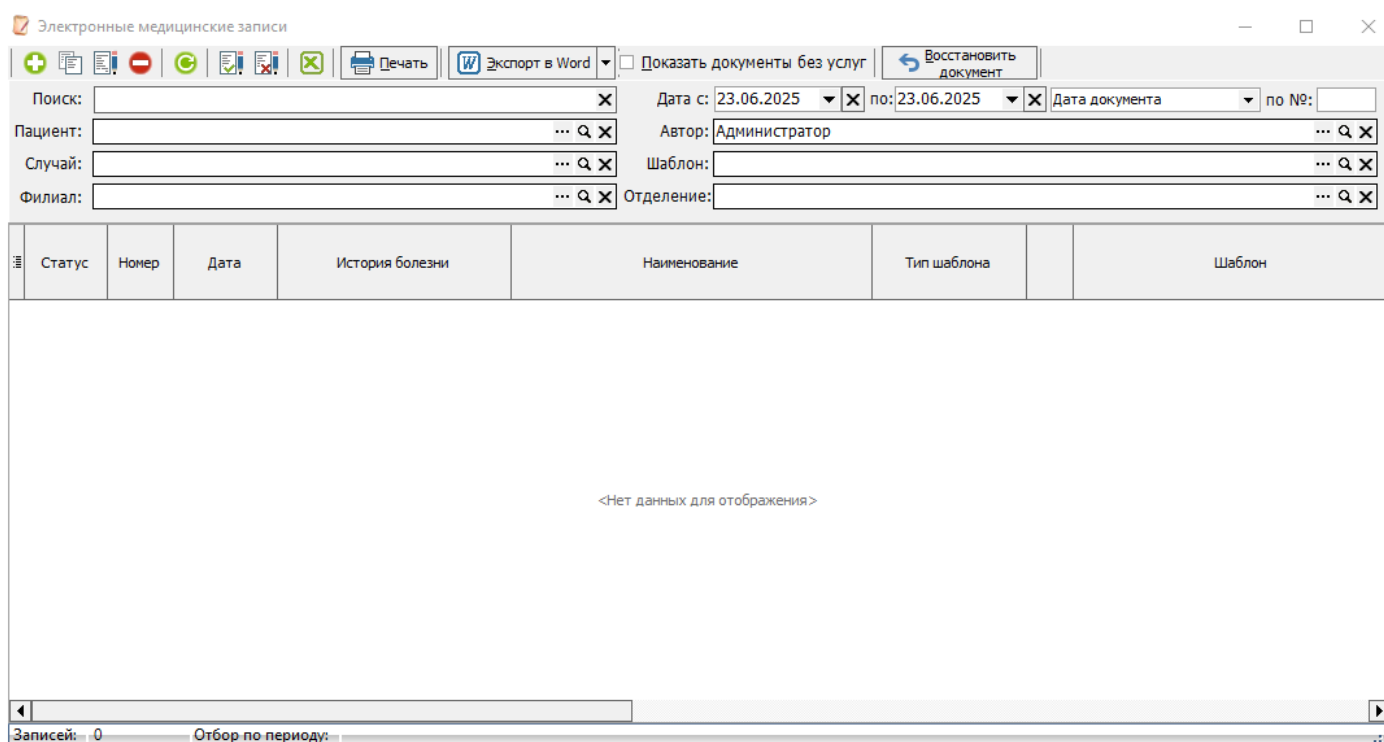 Электронные медицинские записи
Печать W Экспорт в Word Показать документы без услуг Восстановить документ
Поиск: Дата с: 23.06.2025 по: 23.06.2025 Дата документа по №:
Пациент: Автор: Администратор
Случай: Шаблон:
Филиал: Отделение:
Статус Номер Дата История болезни Наименование Тип шаблона Шаблон
<Нет данных для отображения>
Записей: 0 Отбор по периоду: